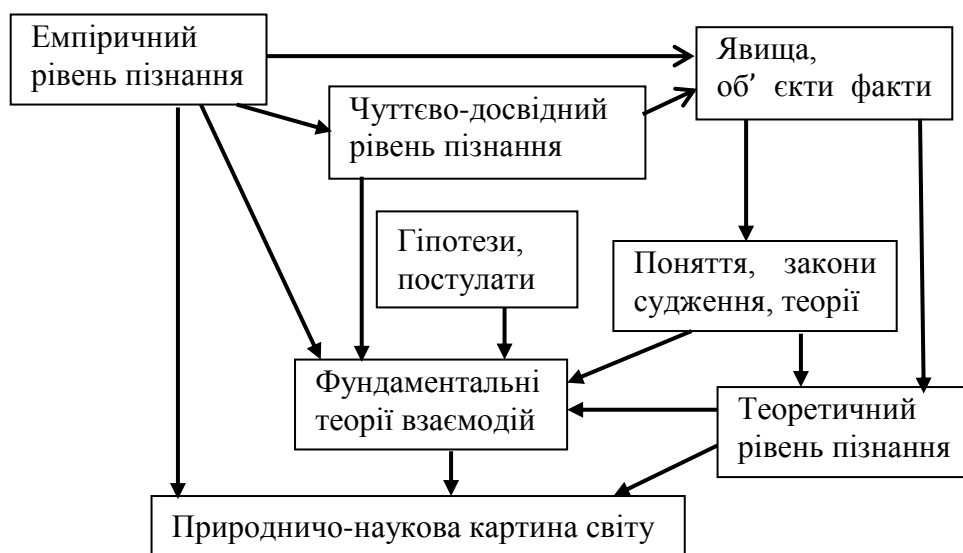 Емпіричний
рівень пізнання
Явища,
об’ єкти факти
Чуттєво-досвідний
рівень пізнання
Гіпотези,
постулати
Поняття, закони
судження, теорії
Фундаментальні
теорії взаємодій
Теоретичний
рівень пізнання
Природничо-наукова картина світу